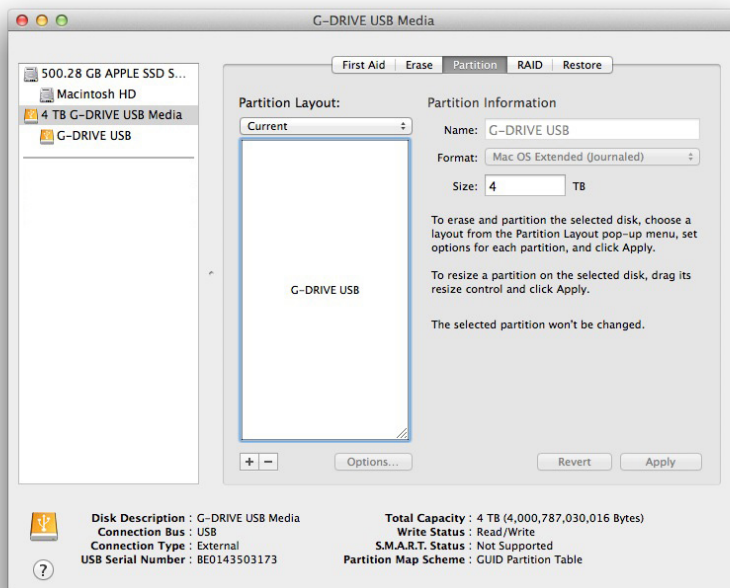 G-DRIVE USB Media
500.28 GB APPLE SSD S...
Macintosh HD
4 TB G-DRIVE USB Media
G-DRIVE USB
First Aid Erase Partition RAID Restore
Partition Layout:
Current
G-DRIVE USB
+ −
Options...
Partition Information
Name: G-DRIVE USB
Format: Mac OS Extended (Journaled)
Size: 4 TB
To erase and partition the selected disk, choose a
layout from the Partition Layout pop-up menu, set
options for each partition, and click Apply.
To resize a partition on the selected disk, drag its
resize control and click Apply.
The selected partition won't be changed.
Revert Apply
?
Disk Description : G-DRIVE USB Media
Connection Bus : USB
Connection Type : External
USB Serial Number : BE0143503173
Total Capacity : 4 TB (4,000,787,030,016 Bytes)
Write Status : Read/Write
S.M.A.R.T. Status : Not Supported
Partition Map Scheme : GUID Partition Table